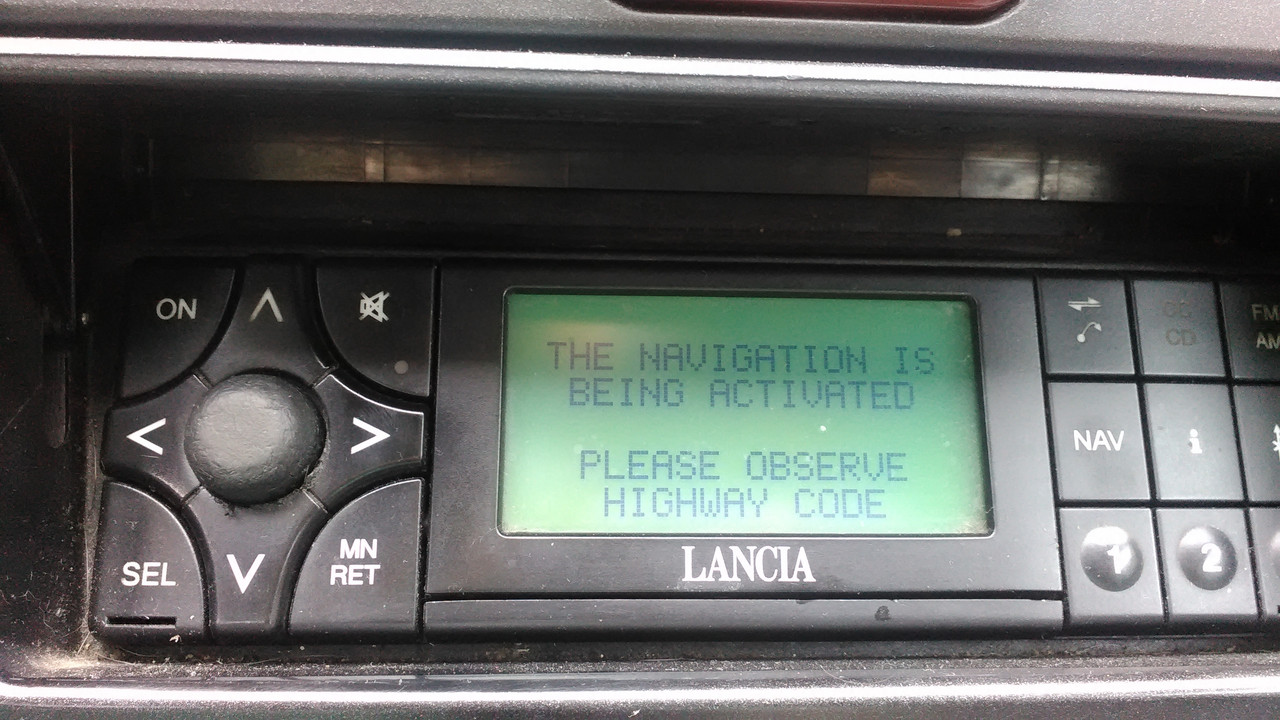 ON
THE NAVIGATION IS
BEING ACTIVATED
PLEASE OBSERVE
HIGHWAY CODE
LANCIA
SEL
MN
RET
CD
FM
AM
NAV
i
1
2